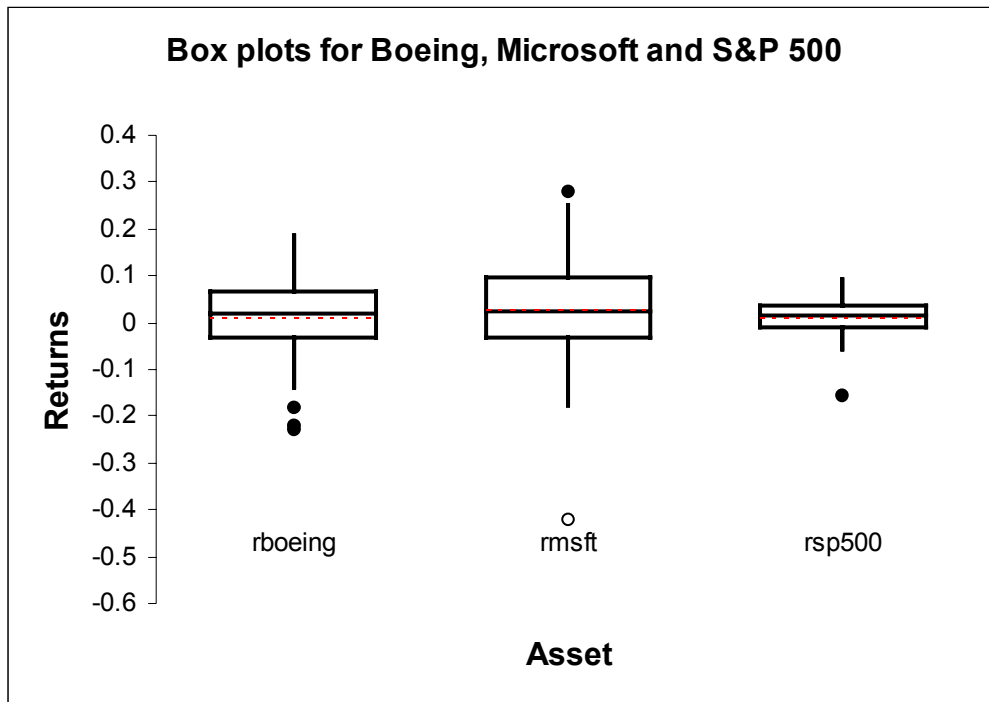 Box plots for Boeing, Microsoft and S&P 500
Returns
0.4
0.3
0.2
0.1
0
-0.1
-0.2
-0.3
-0.4
-0.5
-0.6
rboeing rmsft rsp500
Asset